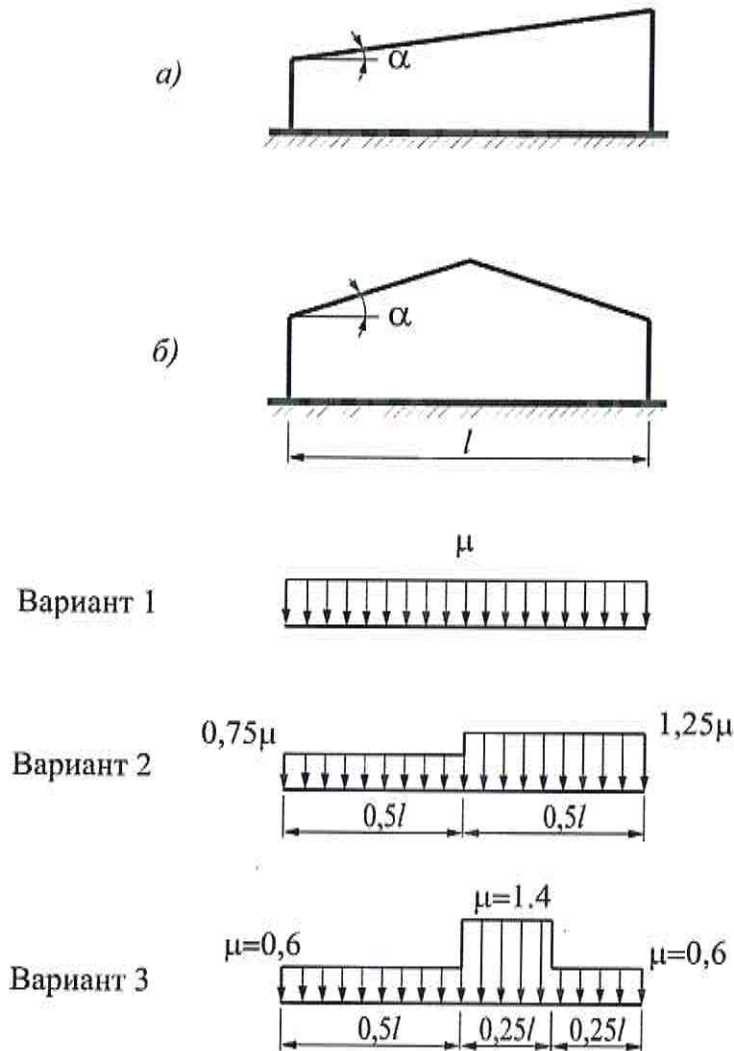 а)
α
б)
α
l
μ
Вариант 1
0,75μ
1,25μ
Вариант 2
0,5l
0,5l
μ=1.4
μ=0,6
μ=0,6
Вариант 3
0,5l
0,25l
0,25l